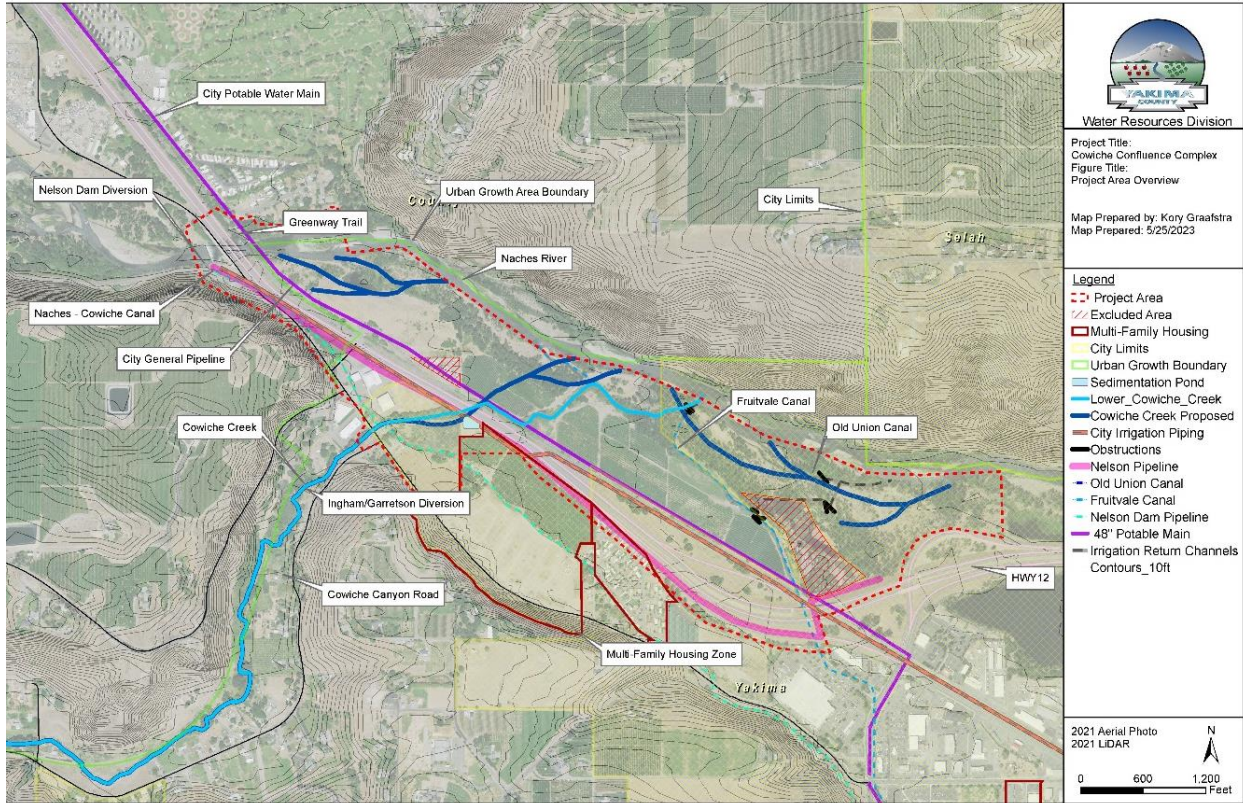 City Potable Water Main
Nelson Dam Diversion
Urban Growth Area Boundary
Greenway Trail
City Limits
Selah
Naches River
Naches - Cowiche Canal
City General Pipeline
Fruitvale Canal
Old Union Canal
Cowiche Creek
Ingham/Garretson Diversion
HWY12
Cowiche Canyon Road
Multi-Family Housing Zone
Yakima
YAKIMA
COUNTY
Water Resources Division
Project Title:
Cowiche Confluence Complex
Figure Title:
Project Area Overview
Map Prepared by: Kory Graafstra
Map Prepared: 5/25/2023
Legend
Project Area
Excluded Area
Multi-Family Housing
City Limits
Urban Growth Boundary
Sedimentation Pond
Lower_Cowiche_Creek
Cowiche Creek Proposed
City Irrigation Piping
Obstructions
Nelson Pipeline
Old Union Canal
Fruitvale Canal
Nelson Dam Pipeline
48" Potable Main
Irrigation Return Channels
Contours_10ft
2021 Aerial Photo
2021 LiDAR
N
0 600 1,200
Feet